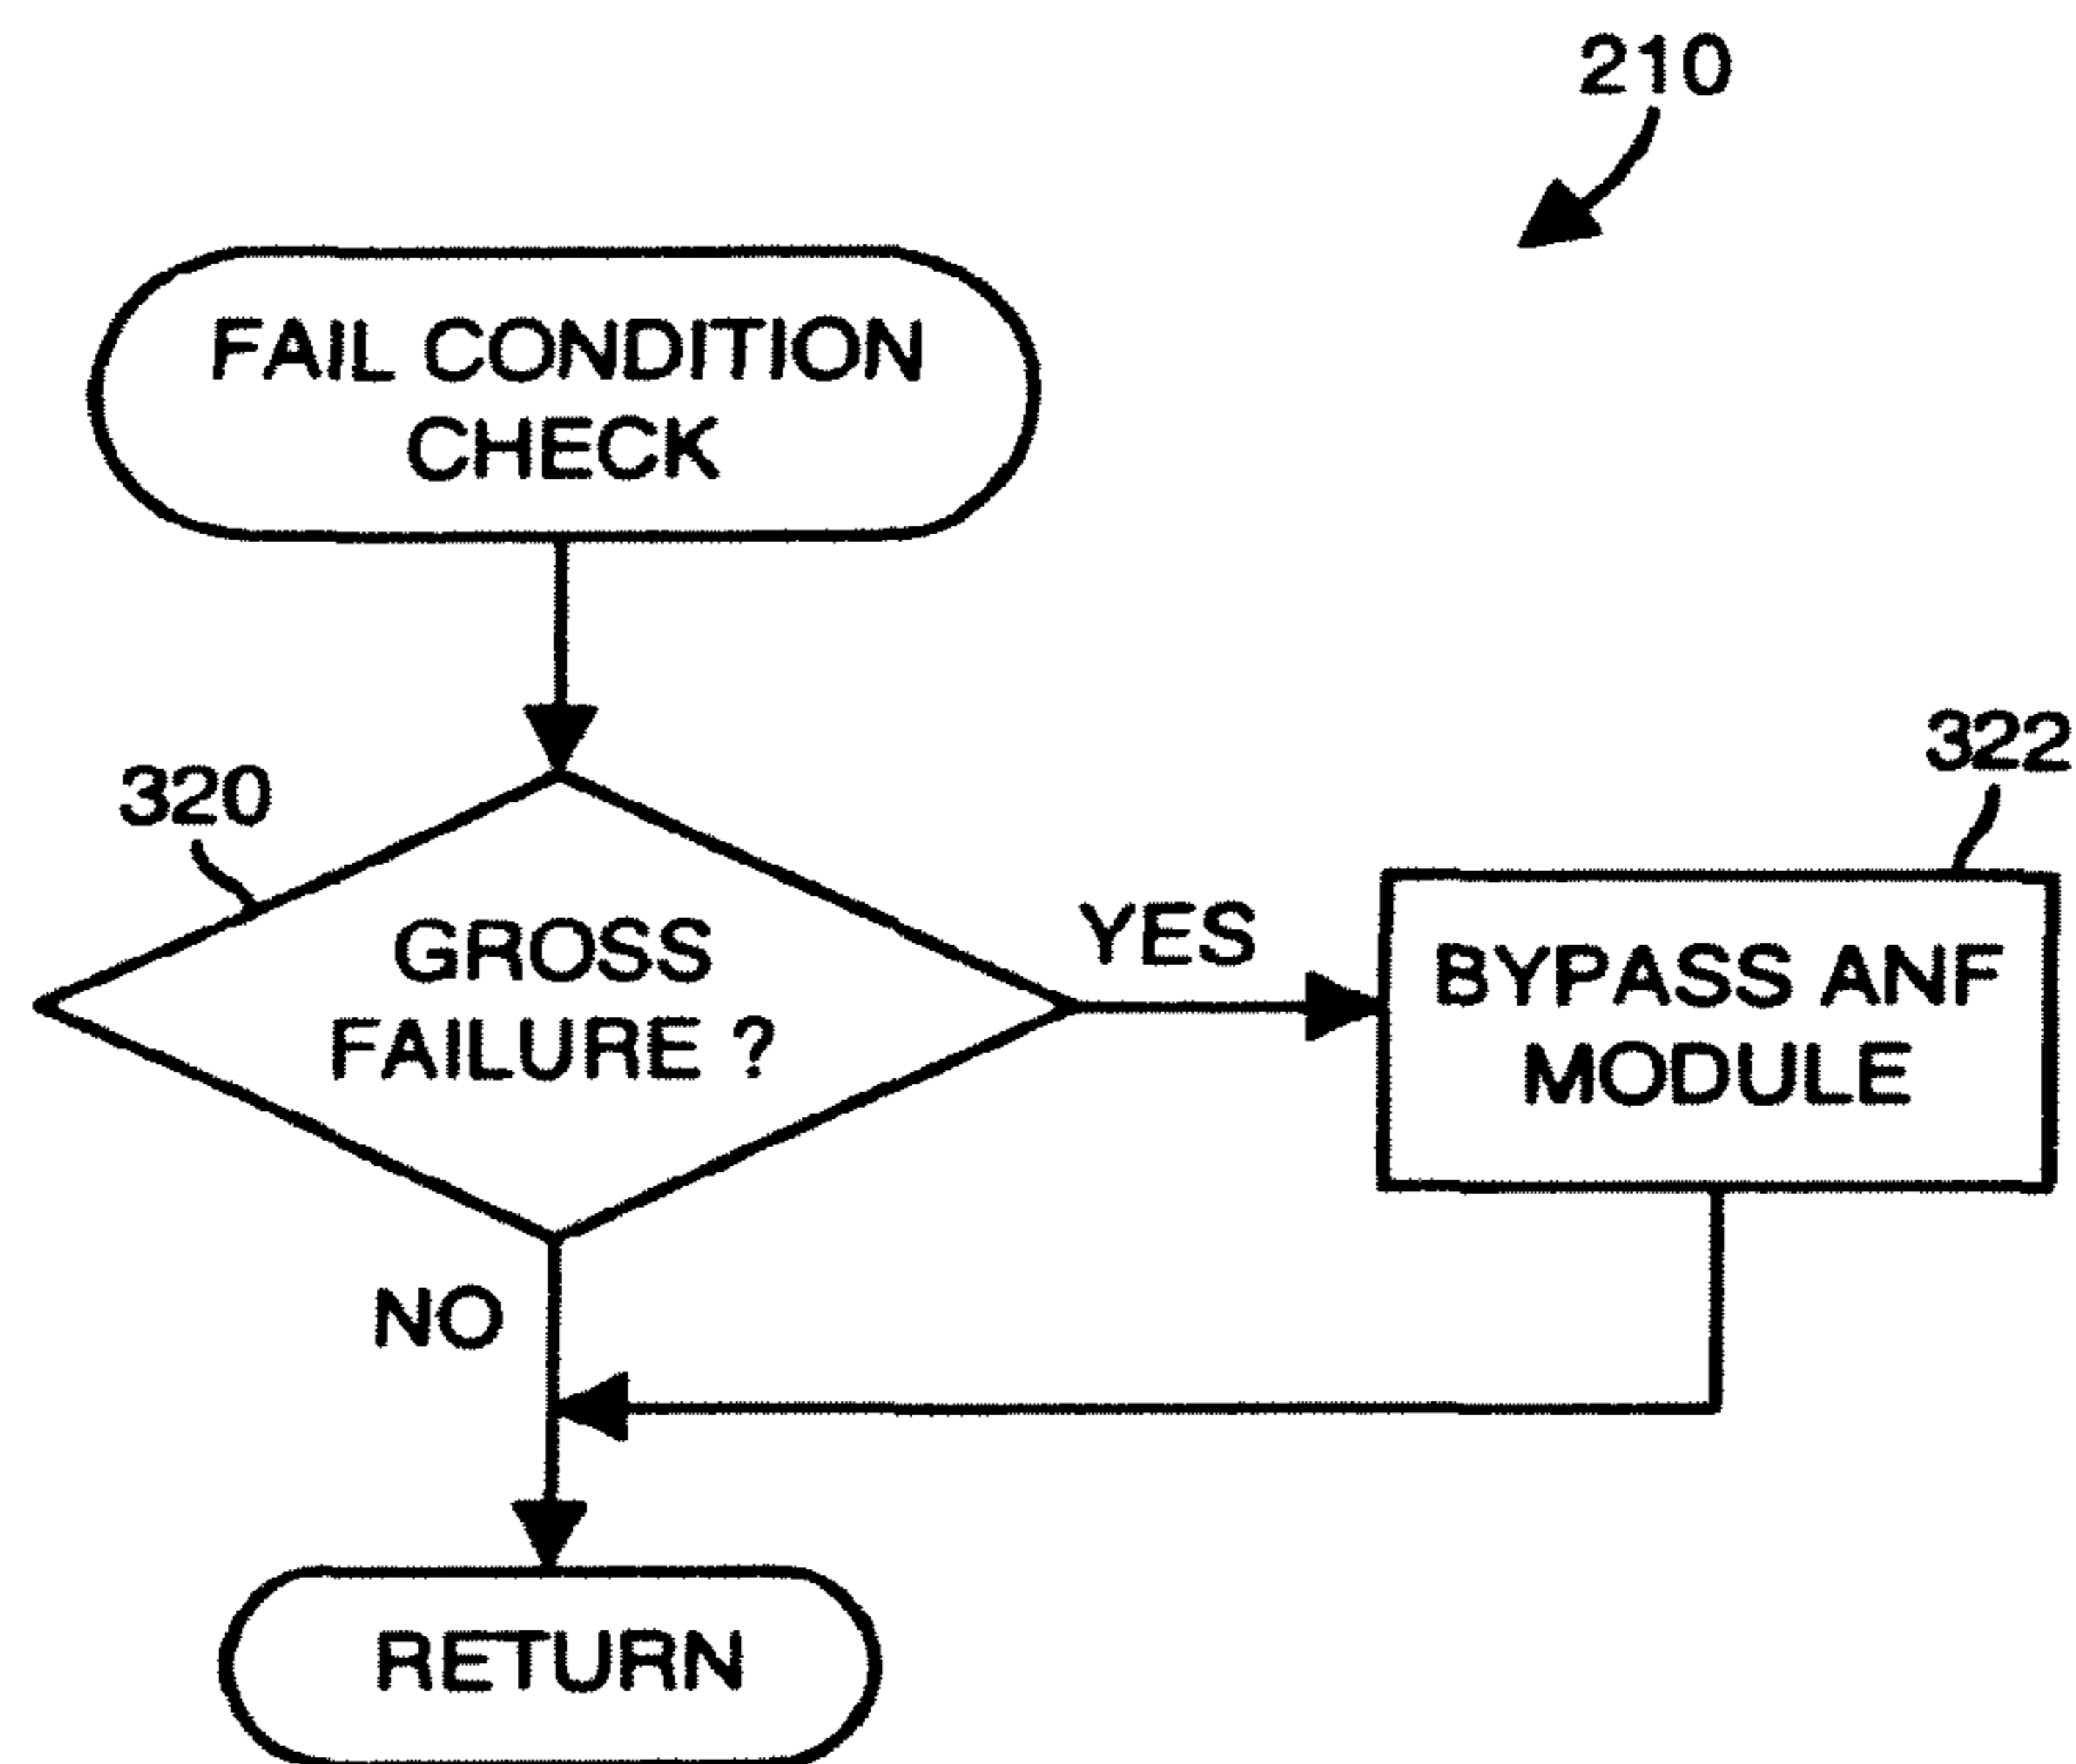 210
FAIL CONDITION
CHECK
320
GROSS
FAILURE ?
YES
322
BYPASS ANF
MODULE
NO
RETURN